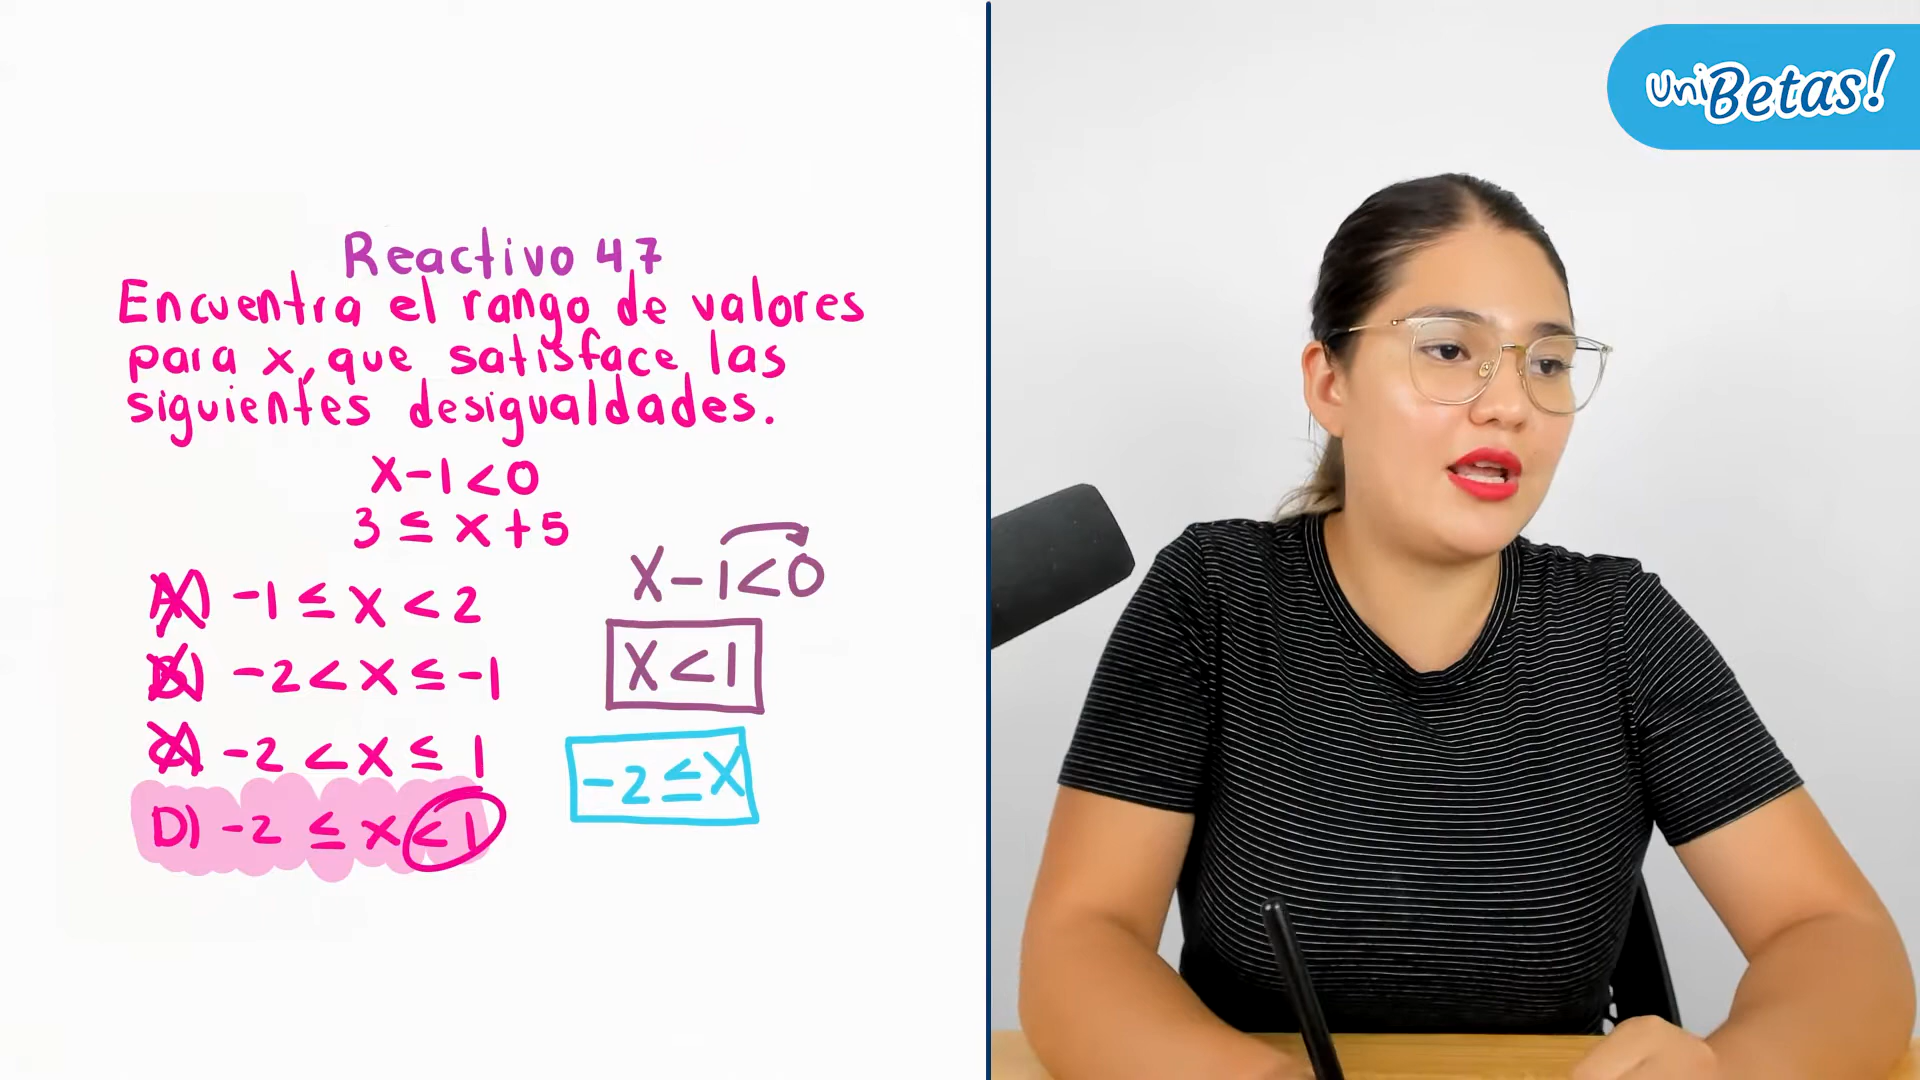 uniBetas!
Reactivo 47
Encuentra el rango de valores
para x, que satisface las
siguientes desigualdades.
x-1<0
3 ≤ x+5
A) -1 ≤ x < 2
B) -2 < x ≤ -1
C) -2 < x ≤ 1
D) -2 ≤ x < 1
x-1<0
x<1
-2≤x